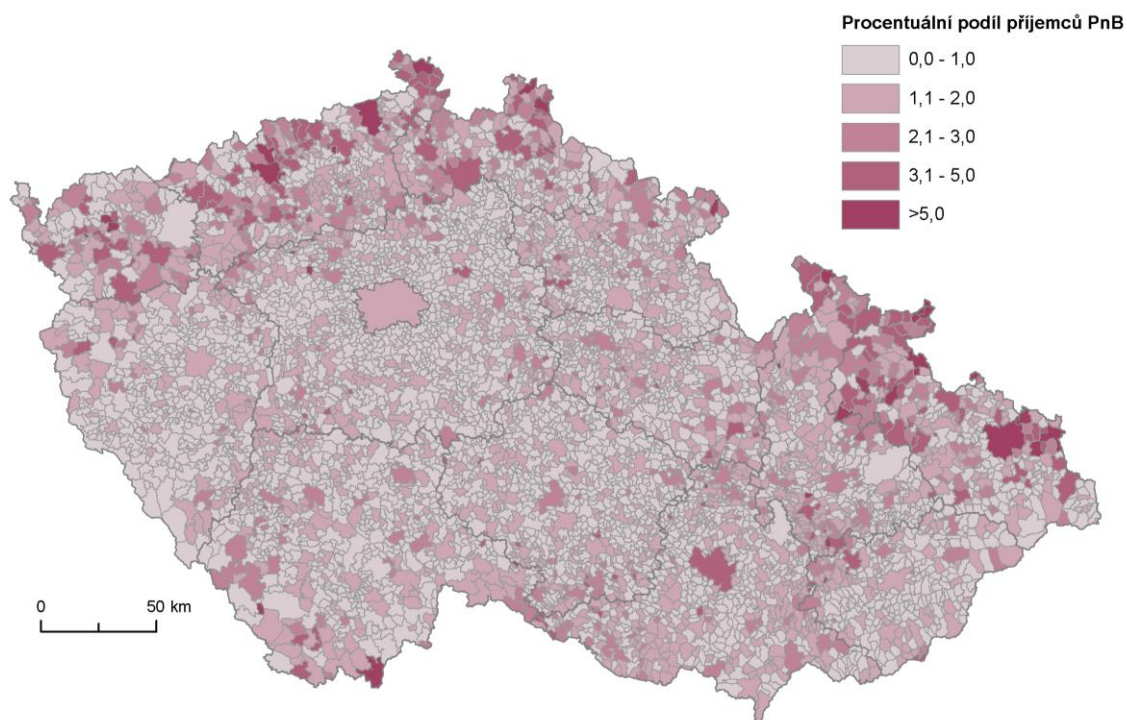 Procentuální podíl příjemců PnB
0,0 - 1,0
1,1 - 2,0
2,1 - 3,0
3,1 - 5,0
>5,0
0 50 km